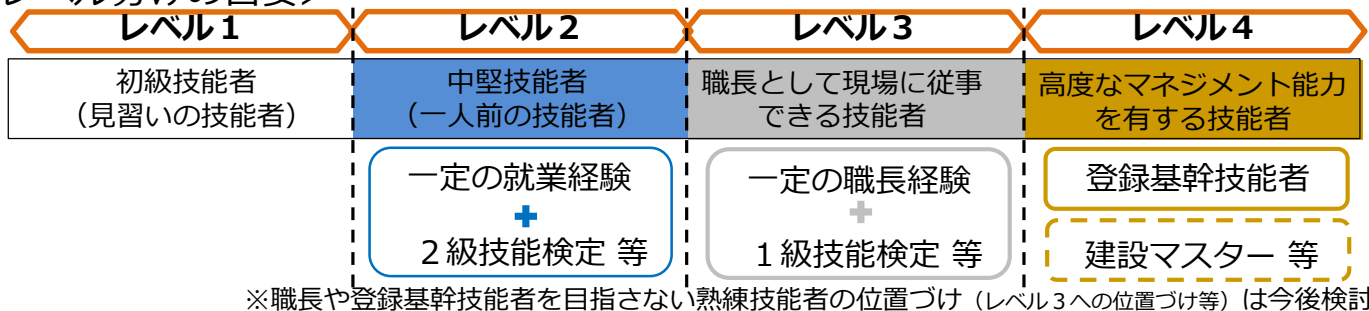 レベル分けの図案＞
レベル１ レベル２ レベル３ レベル４
初級技能者
（見習いの技能者）
中堅技能者
（一人前の技能者）
職長として現場に従事
できる技能者
高度なマネジメント能力
を有する技能者
一定の就業経験
＋
２級技能検定 等
一定の職長経験
＋
１級技能検定 等
登録基幹技能者
建設マスター 等
※職長や登録基幹技能者を目指さない熟練技能者の位置づけ（レベル３への位置づけ等）は今後検討